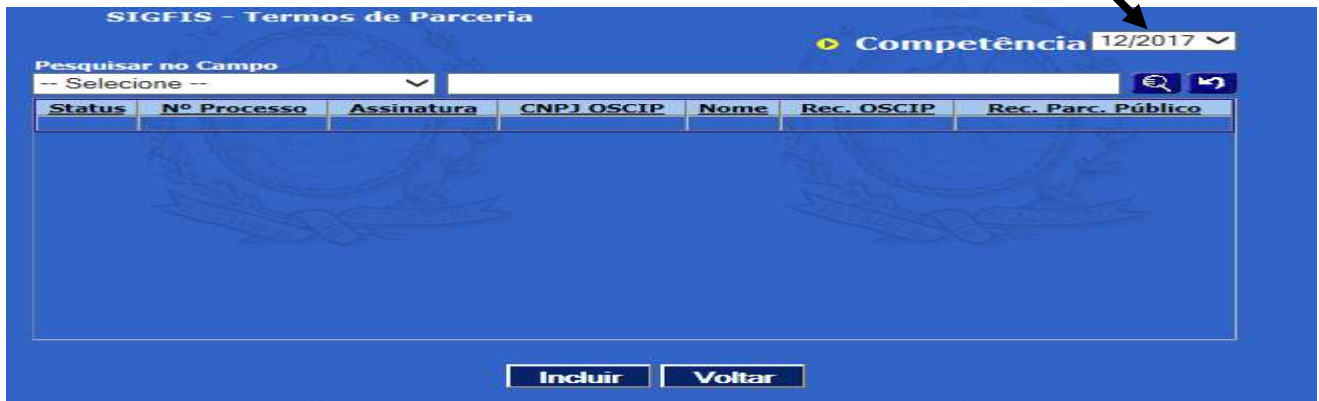 SIGFIS - Termos de Parceria
Competência 12/2017
Pesquisar no Campo
-- Selecione --
Status Nº Processo Assinatura CNPJ OSCIP Nome Rec. OSCIP Rec. Parc. Público
Incluir Voltar